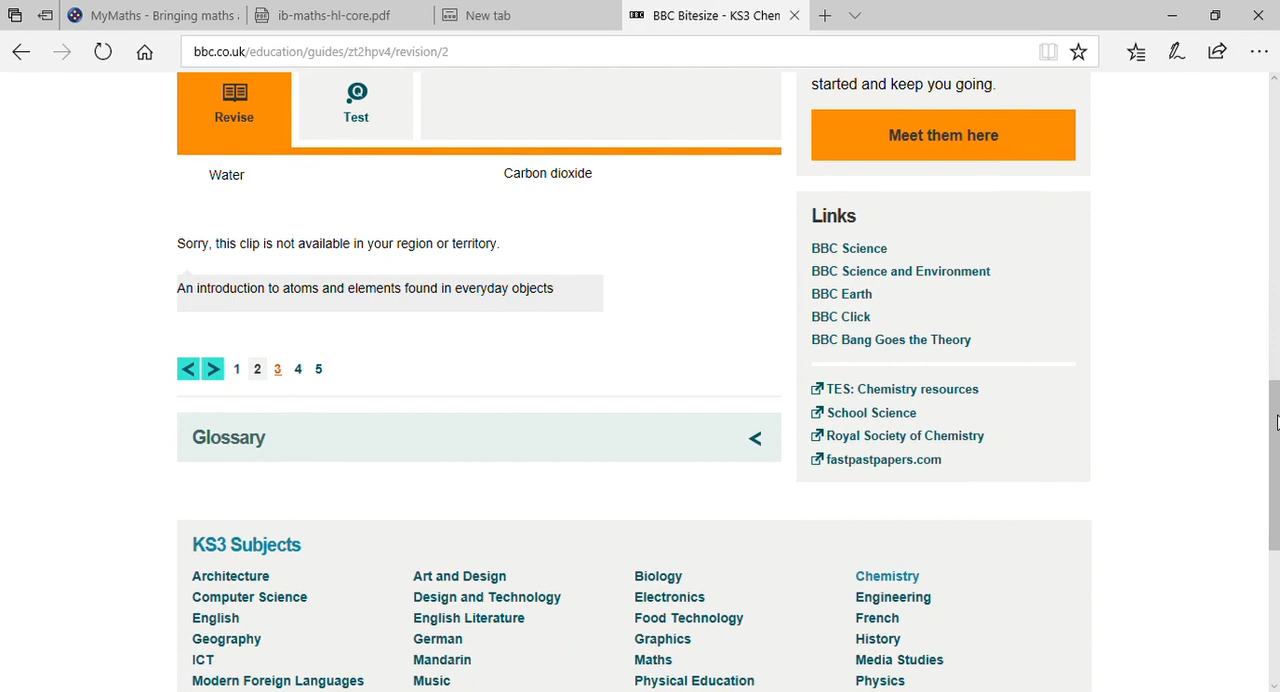 MyMaths - Bringing maths
ib-maths-hl-core.pdf
New tab
BBC Bitesize - KS3 Chem
bbc.co.uk/education/guides/zt2hpv4/revision/2
Revise
Test
started and keep you going.
Meet them here
Water
Carbon dioxide
Sorry, this clip is not available in your region or territory.
An introduction to atoms and elements found in everyday objects
< > 1 2 3 4 5
Glossary <
Links
BBC Science
BBC Science and Environment
BBC Earth
BBC Click
BBC Bang Goes the Theory
TES: Chemistry resources
School Science
Royal Society of Chemistry
fastpastpapers.com
KS3 Subjects
Architecture Art and Design Biology Chemistry
Computer Science Design and Technology Electronics Engineering
English English Literature Food Technology French
Geography German Graphics History
ICT Mandarin Maths Media Studies
Modern Foreign Languages Music Physical Education Physics